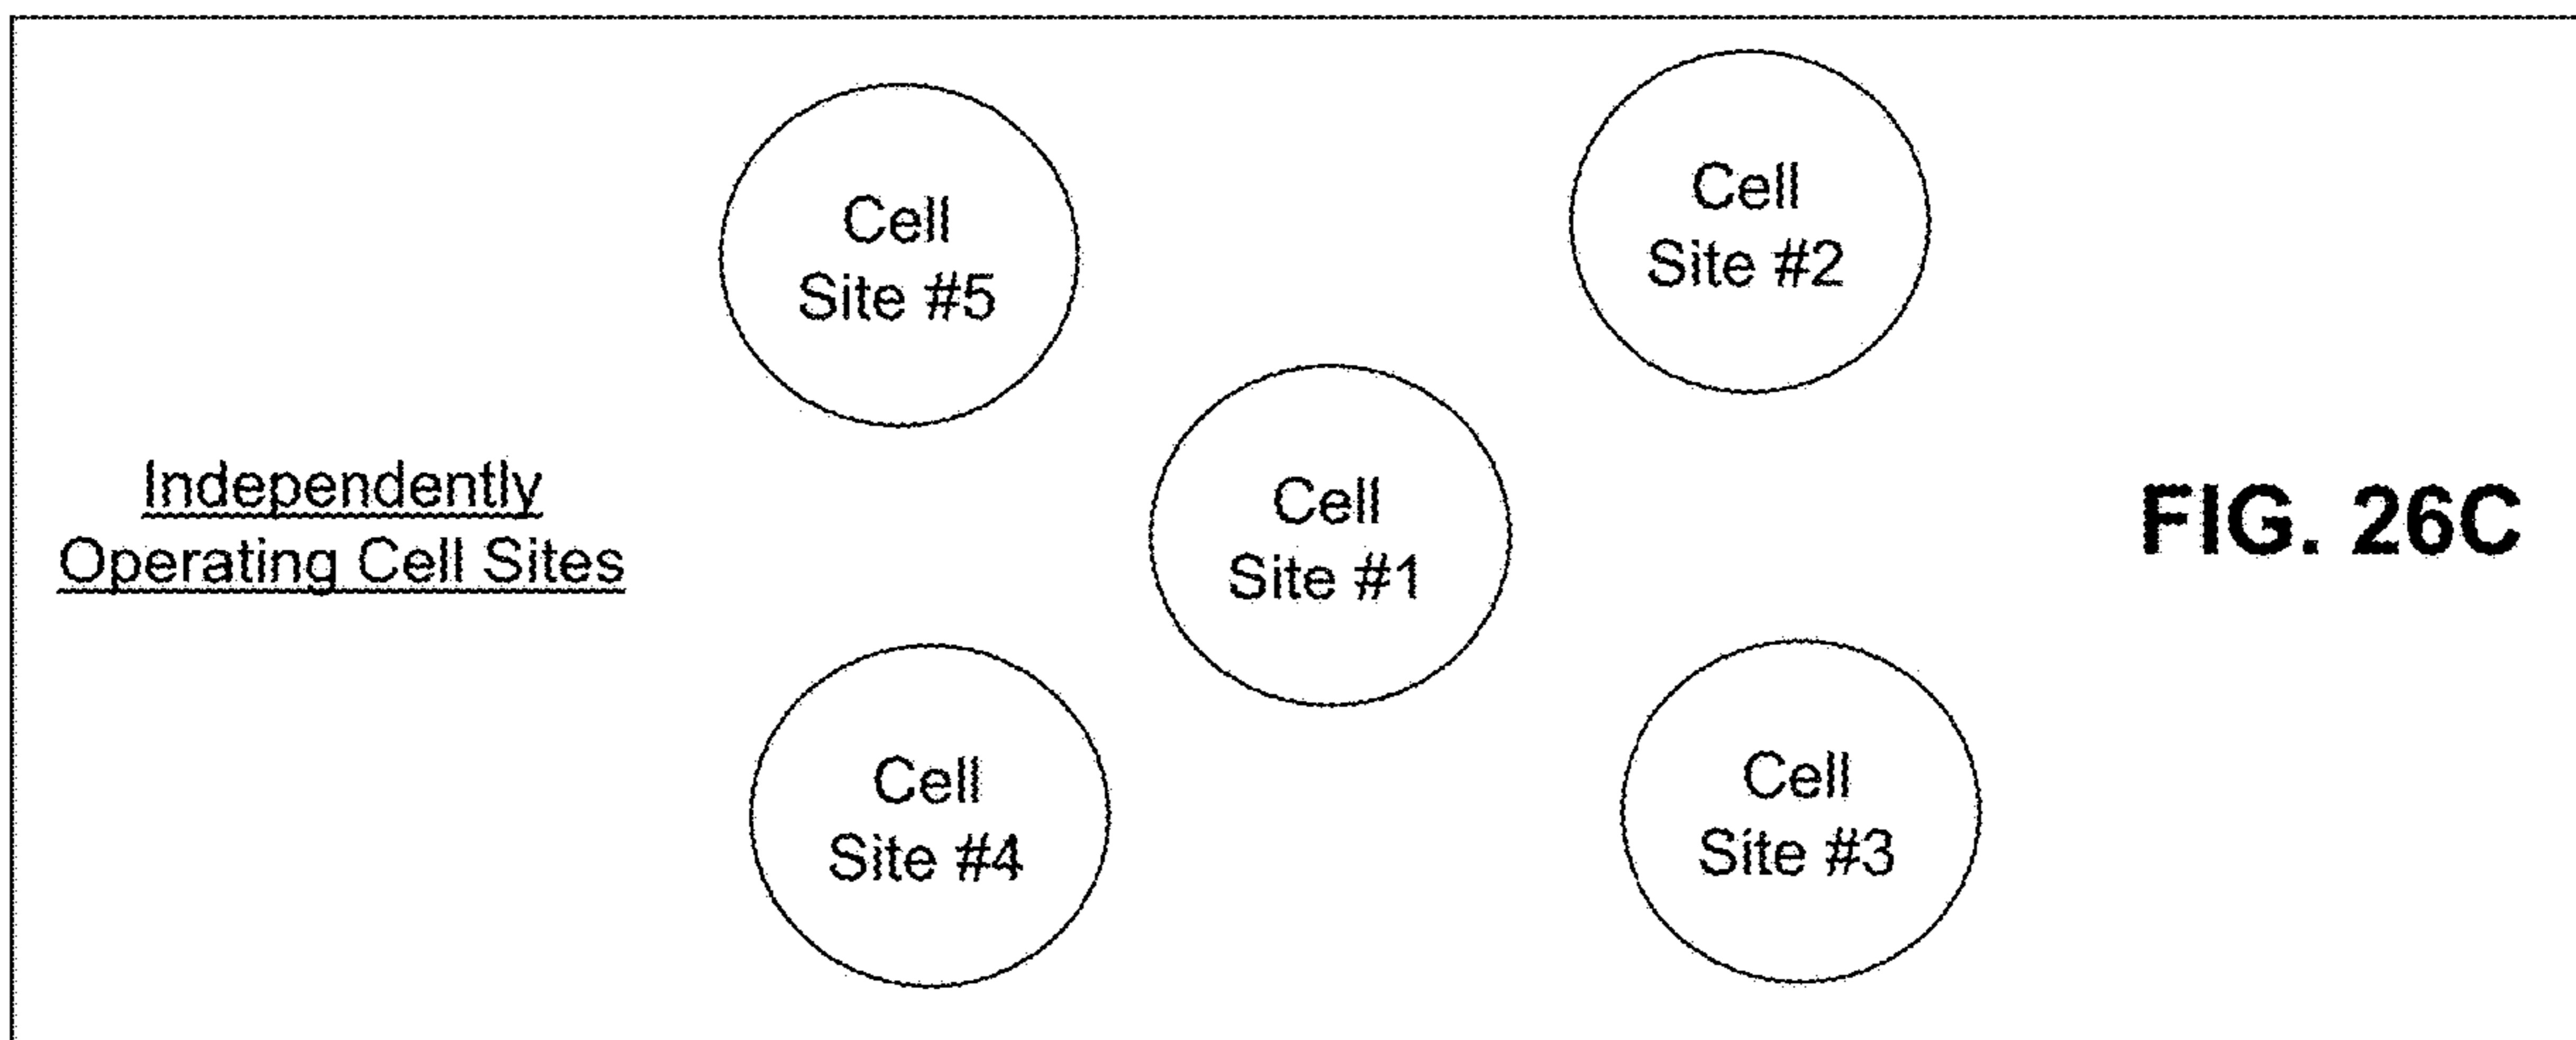 Cell
Site #5
Cell
Site #2
Independently
Operating Cell Sites
Cell
Site #1
FIG. 26C
Cell
Site #4
Cell
Site #3